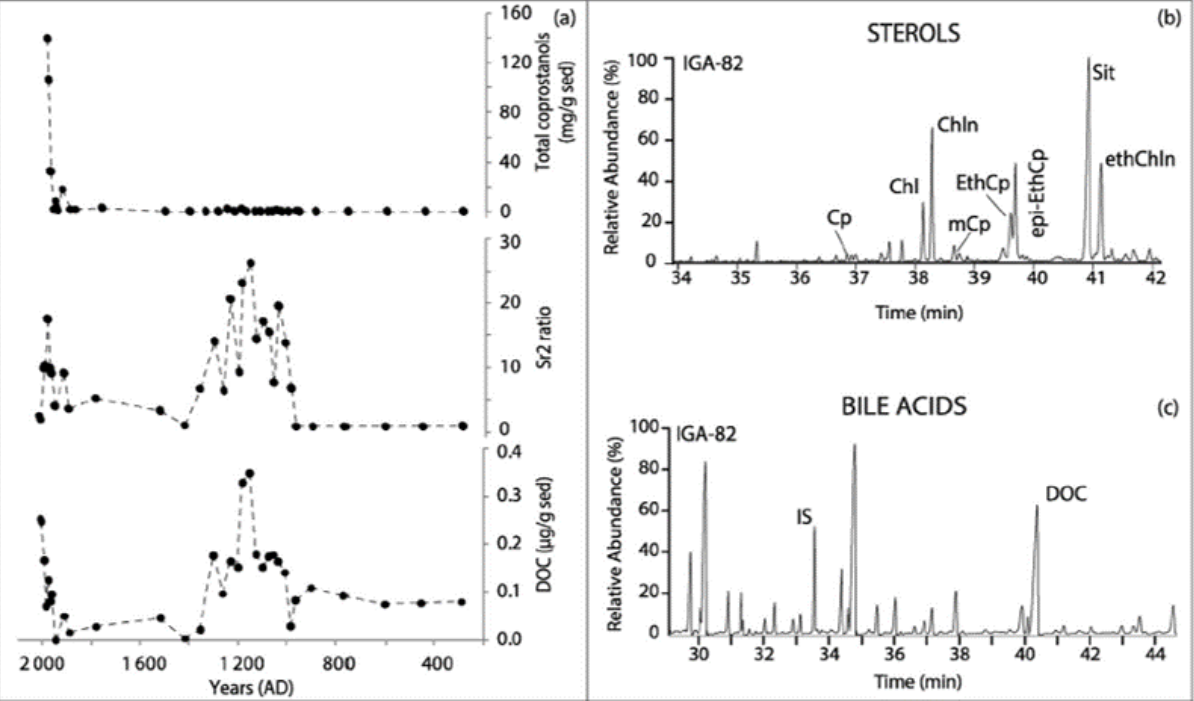 (a)
160
120
80
40
0
Total coprostanols
(mg/g sed)
30
20
10
0
Sr2 ratio
0.4
0.3
0.2
0.1
0.0
DOC (µg/g sed)
2000 1600 1200 800 400
Years (AD)
(b)
STEROLS
IGA-82
100
80
60
40
20
0
Relative Abundance (%)
Cp
Chl
Chln
mCp
EthCp
epi-EthCp
Sit
ethChln
34 35 36 37 38 39 40 41 42
Time (min)
(c)
BILE ACIDS
IGA-82
100
80
60
40
20
0
Relative Abundance (%)
IS
DOC
30 32 34 36 38 40 42 44
Time (min)